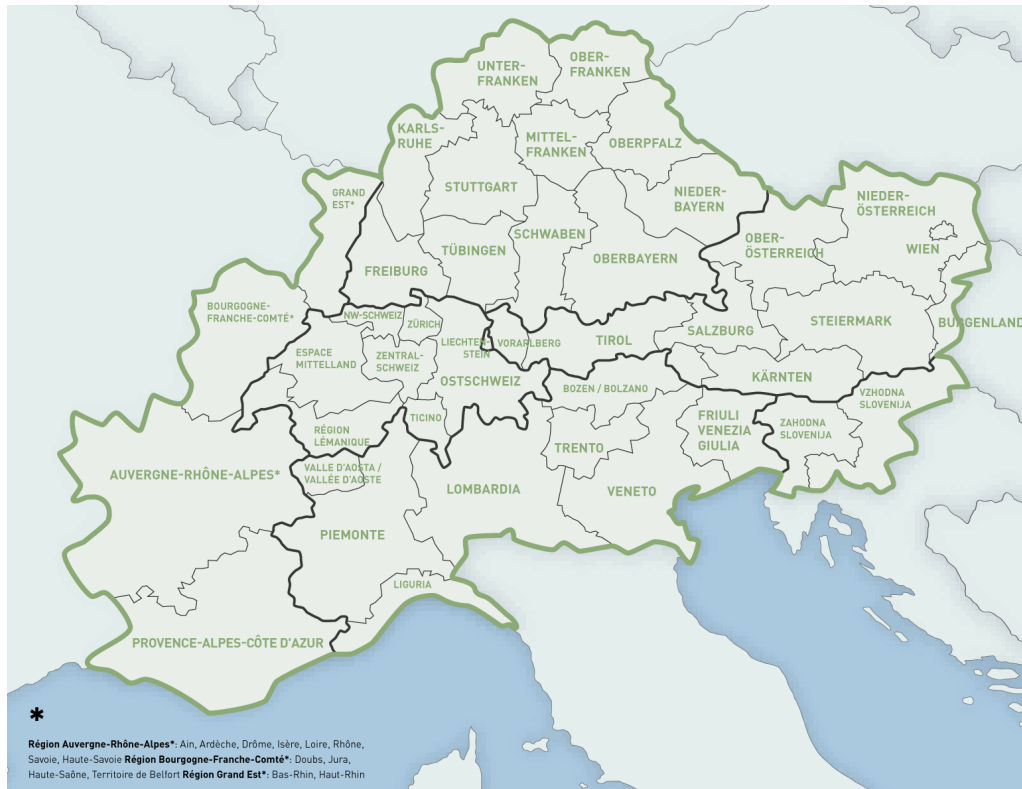 UNTER-
FRANKEN
OBER-
FRANKEN
KARLS-
RUHE
MITTEL-
FRANKEN
OBERPFALZ
GRAND
EST*
STUTTGART
NIEDER-
BAYERN
NIEDER-
ÖSTERREICH
SCHWABEN
TÜBINGEN
OBERBAYERN
OBER-
ÖSTERREICH
WIEN
FREIBURG
BOURGOGNE-
FRANCHE-COMTÉ*
NW-SCHWEIZ
ZÜRICH
LIECHTEN-
STEIN
VORARLBERG
TIROL
SALZBURG
STEIERMARK
BURGENLAND
ESPACE
MITTELLAND
ZENTRAL-
SCHWEIZ
OSTSCHWEIZ
BOZEN / BOLZANO
KÄRNTEN
VZHODNA
SLOVENIJA
RÉGION
LÉMANIQUE
TICINO
TRENTO
FRIULI
VENEZIA
GIULIA
ZAHODNA
SLOVENIJA
AUVERGNE-RHÔNE-ALPES*
VALLE D'AOSTA /
VALLÉE D'AOSTE
LOMBARDIA
VENETO
PIEMONTE
LIGURIA
PROVENCE-ALPES-CÔTE D'AZUR
*
Région Auvergne-Rhône-Alpes*: Ain, Ardèche, Drôme, Isère, Loire, Rhône,
Savoie, Haute-Savoie Région Bourgogne-Franche-Comté*: Doubs, Jura,
Haute-Saône, Territoire de Belfort Région Grand Est*: Bas-Rhin, Haut-Rhin